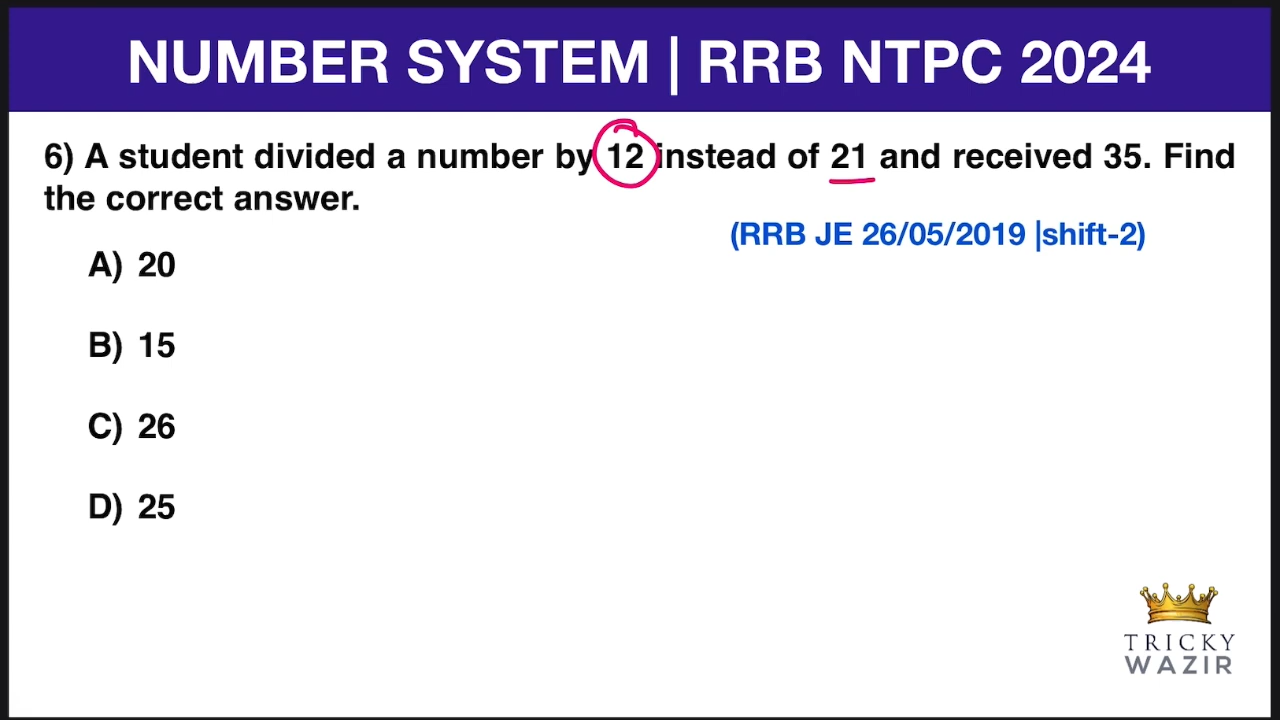 NUMBER SYSTEM | RRB NTPC 2024
6) A student divided a number by 12 instead of 21 and received 35. Find
the correct answer.
(RRB JE 26/05/2019 |shift-2)
A) 20
B) 15
C) 26
D) 25
TRICKY
WAZIR